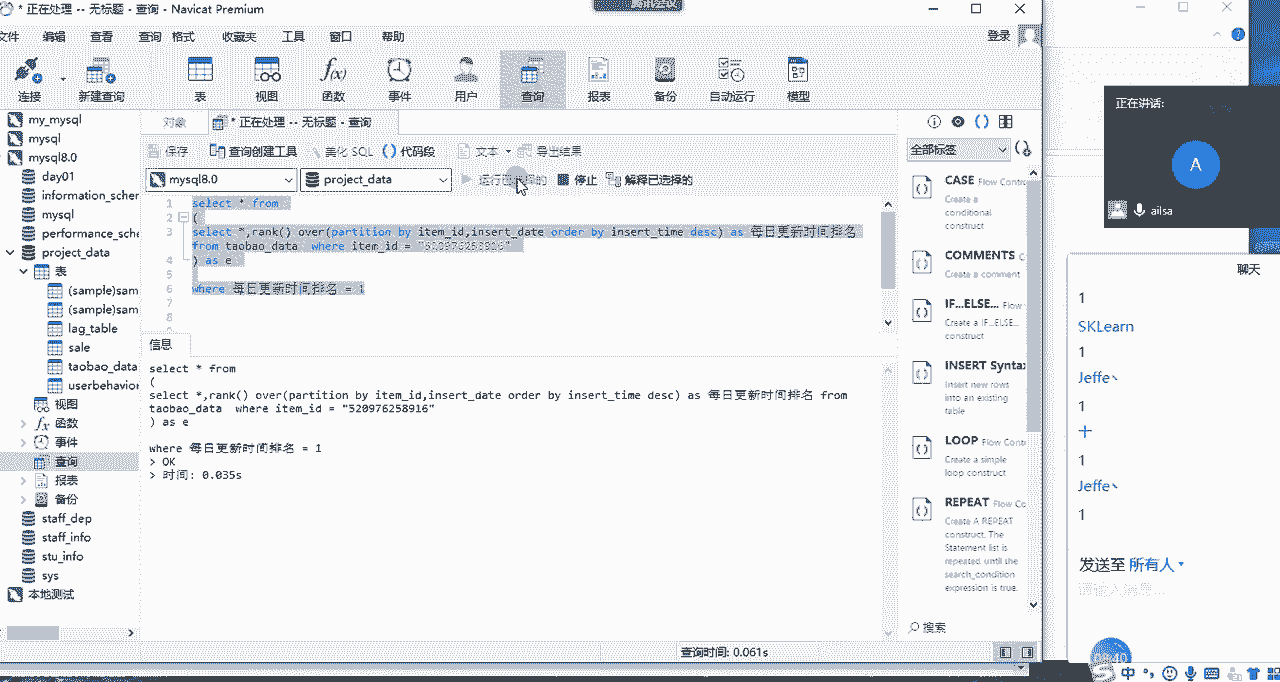 * 正在处理 -- 无标题 - 查询 - Navicat Premium
文件 编辑 查看 查询 格式 收藏夹 工具 窗口 帮助 登录
连接 新建查询 表 视图 函数 事件 用户 查询 报表 备份 自动运行 模型
my_mysql
mysql
mysql8.0
day01
information_scher
mysql
performance_sche
project_data
表
(sample)sam
(sample)sam
lag_table
sale
taobao_data
userbehavior
视图
函数
事件
查询
报表
备份
staff_dep
staff_info
stu_info
sys
本地测试
对象 * 正在处理 -- 无标题 - 查询
保存 查询创建工具 美化 SQL () 代码段 文本 导出结果
mysql8.0 project_data 停止 解释已选择的
1 select * from
2 (
3 select *,rank() over(partition by item_id,insert_date order by insert_time desc) as 每日更新时间排名
from taobao_data where item_id = "520976258916"
4 ) as e
5
6 where 每日更新时间排名 = 1
7
8
信息
select * from
(
select *,rank() over(partition by item_id,insert_date order by insert_time desc) as 每日更新时间排名 from
taobao_data where item_id = "520976258916"
) as e
where 每日更新时间排名 = 1
> OK
> 时间: 0.035s
查询时间: 0.061s
全部标签
CASE Flow Contr
Create a
conditional
construct
COMMENTS C
Create a comment
IF...ELSE... Flow
Create a IF...ELSE...
construct
INSERT Syntax
Insert new rows
into an existing
table
LOOP Flow Contr
Create a simple
loop construct
REPEAT Flow Co
Create A REPEAT
construct. The
Statement list is
repeated until the
search_condition
expression is true.
搜索
正在讲话:
A
ailsa
聊天
1
SKLearn
1
Jeffe丶
1
十
1
Jeffe丶
1
发送至 所有人
请输入消息...
中